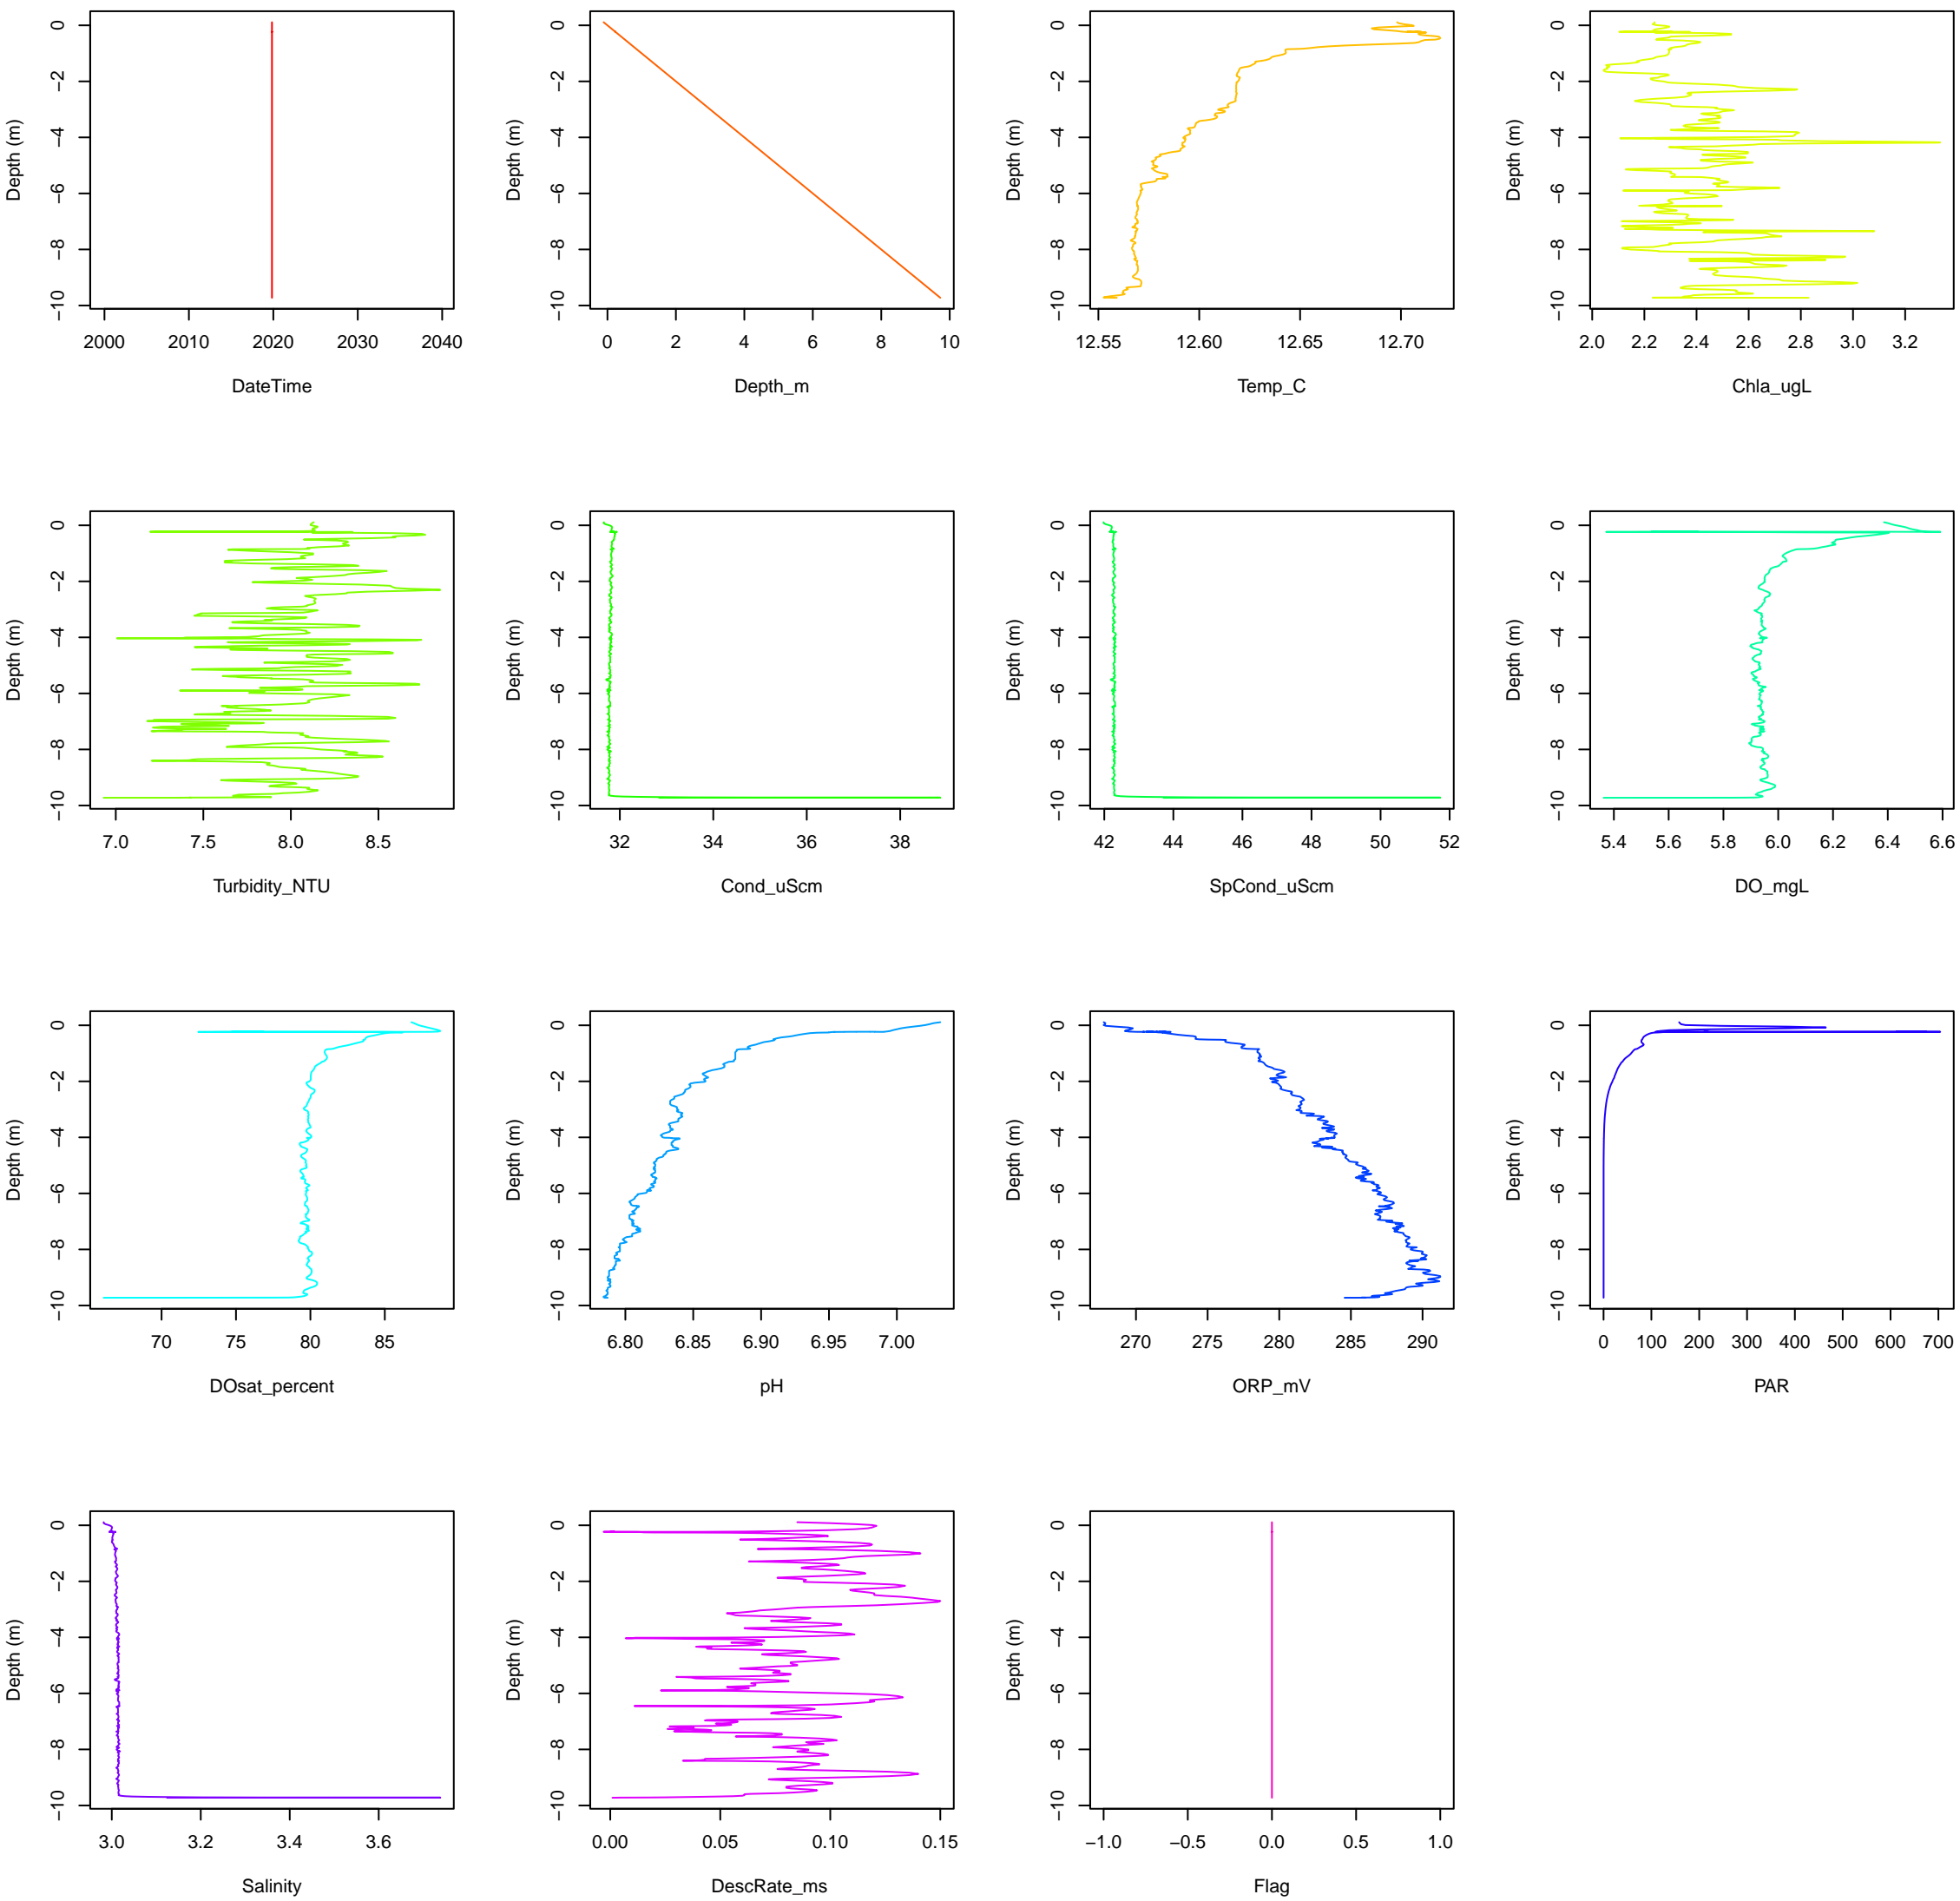 Depth (m)
0
−2
−4
−6
−8
−10
2000 2010 2020 2030 2040
DateTime
Depth (m)
0
−2
−4
−6
−8
−10
0 2 4 6 8 10
Depth_m
Depth (m)
0
−2
−4
−6
−8
−10
12.55 12.60 12.65 12.70
Temp_C
Depth (m)
0
−2
−4
−6
−8
−10
2.0 2.2 2.4 2.6 2.8 3.0 3.2
Chla_ugL
Depth (m)
0
−2
−4
−6
−8
−10
7.0 7.5 8.0 8.5
Turbidity_NTU
Depth (m)
0
−2
−4
−6
−8
−10
32 34 36 38
Cond_uScm
Depth (m)
0
−2
−4
−6
−8
−10
42 44 46 48 50 52
SpCond_uScm
Depth (m)
0
−2
−4
−6
−8
−10
5.4 5.6 5.8 6.0 6.2 6.4 6.6
DO_mgL
Depth (m)
0
−2
−4
−6
−8
−10
70 75 80 85
DOsat_percent
Depth (m)
0
−2
−4
−6
−8
−10
6.80 6.85 6.90 6.95 7.00
pH
Depth (m)
0
−2
−4
−6
−8
−10
270 275 280 285 290
ORP_mV
Depth (m)
0
−2
−4
−6
−8
−10
0 100 200 300 400 500 600 700
PAR
Depth (m)
0
−2
−4
−6
−8
−10
3.0 3.2 3.4 3.6
Salinity
Depth (m)
0
−2
−4
−6
−8
−10
0.00 0.05 0.10 0.15
DescRate_ms
Depth (m)
0
−2
−4
−6
−8
−10
−1.0 −0.5 0.0 0.5 1.0
Flag